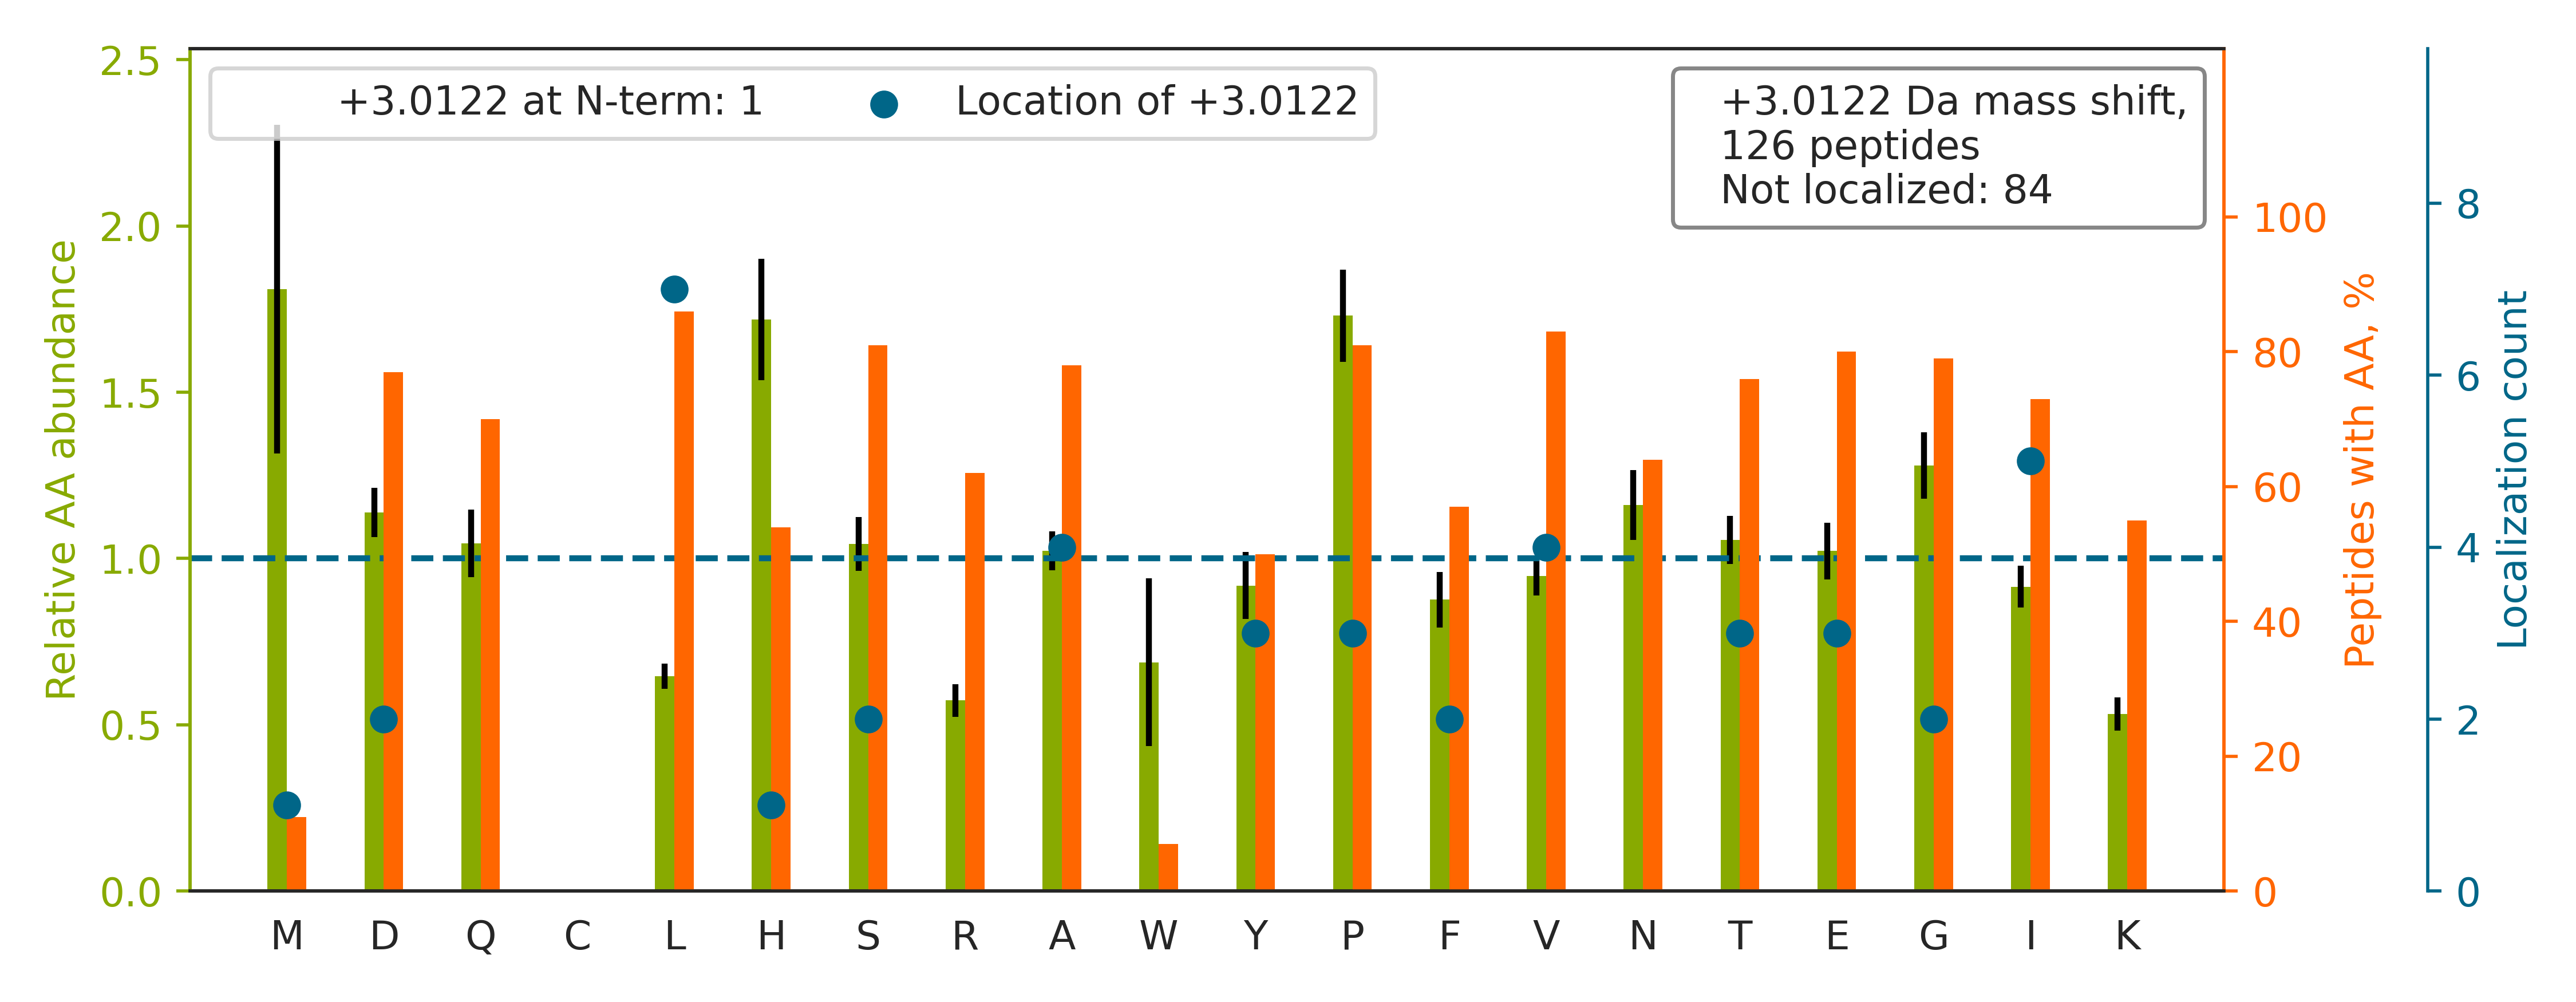 +3.0122 at N-term: 1
Location of +3.0122
+3.0122 Da mass shift,
126 peptides
Not localized: 84
Relative AA abundance
2.5
2.0
1.5
1.0
0.5
0.0
Peptides with AA, %
100
80
60
40
20
0
Localization count
8
6
4
2
0
M D Q C L H S R A W Y P F V N T E G I K